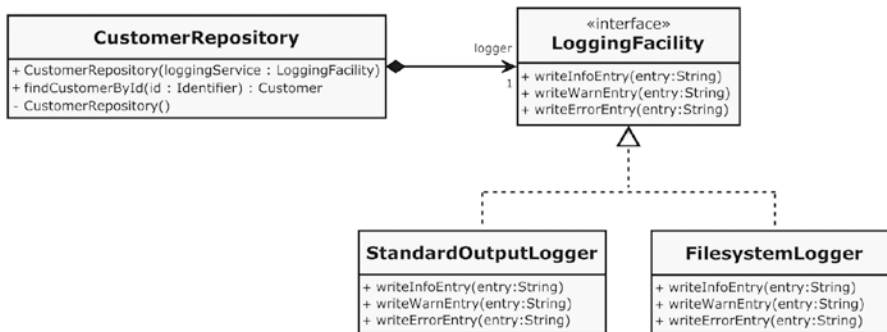 CustomerRepository
+ CustomerRepository(loggingService : LoggingFacility)
+ findCustomerById(id : Identifier) : Customer
- CustomerRepository()
logger
1
«interface»
LoggingFacility
+ writeInfoEntry(entry:String)
+ writeWarnEntry(entry:String)
+ writeErrorEntry(entry:String)
StandardOutputLogger
+ writeInfoEntry(entry:String)
+ writeWarnEntry(entry:String)
+ writeErrorEntry(entry:String)
FilesystemLogger
+ writeInfoEntry(entry:String)
+ writeWarnEntry(entry:String)
+ writeErrorEntry(entry:String)